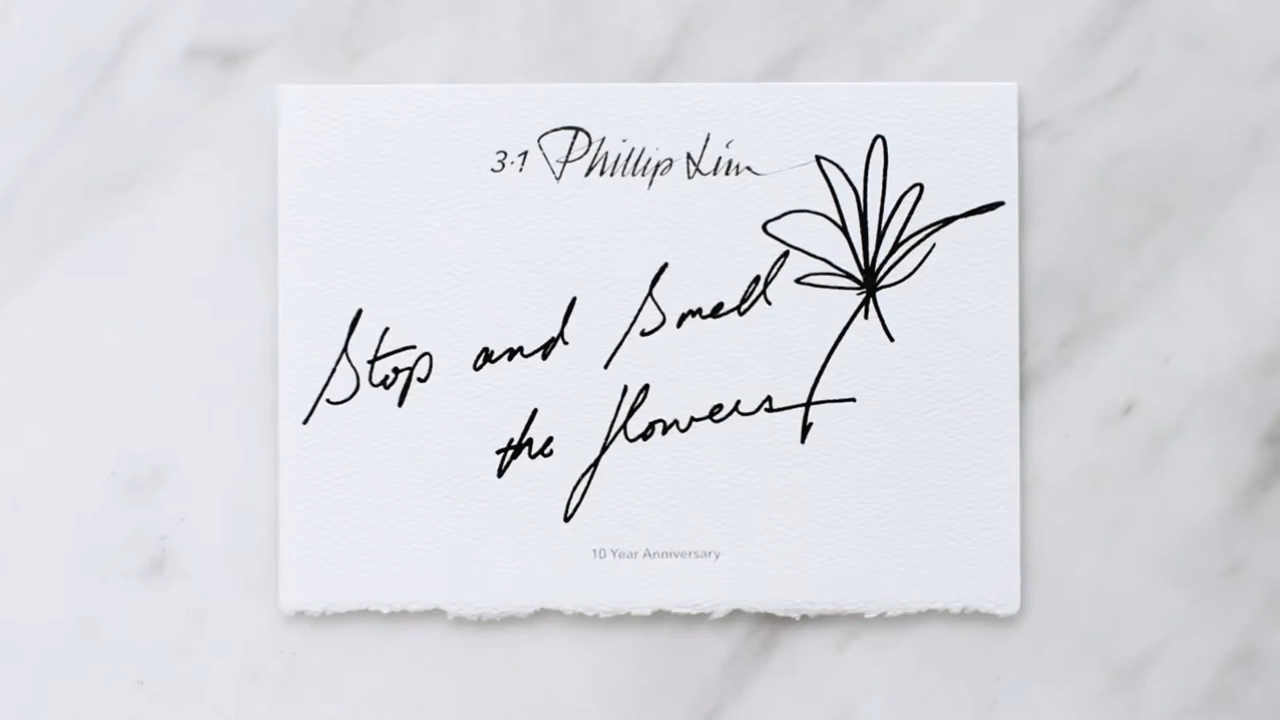 3.1 Phillip Lim
Stop and Smell
the flowers
10 Year Anniversary